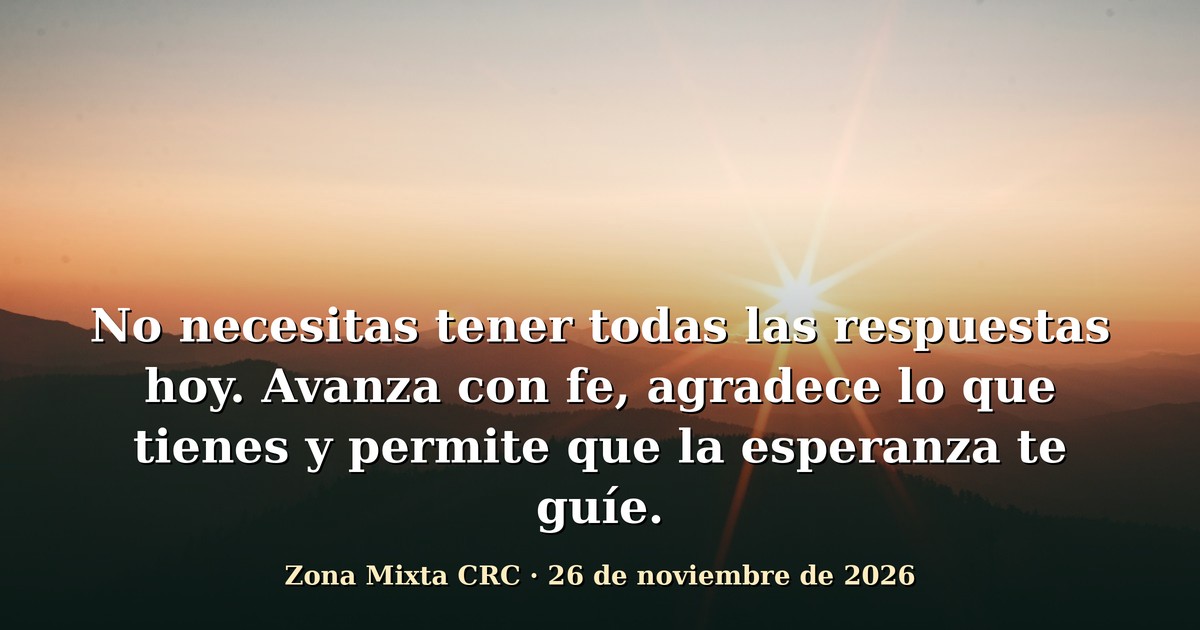 No necesitas tener todas las respuestas
hoy. Avanza con fe, agradece lo que
tienes y permite que la esperanza te
guíe.
Zona Mixta CRC · 26 de noviembre de 2026